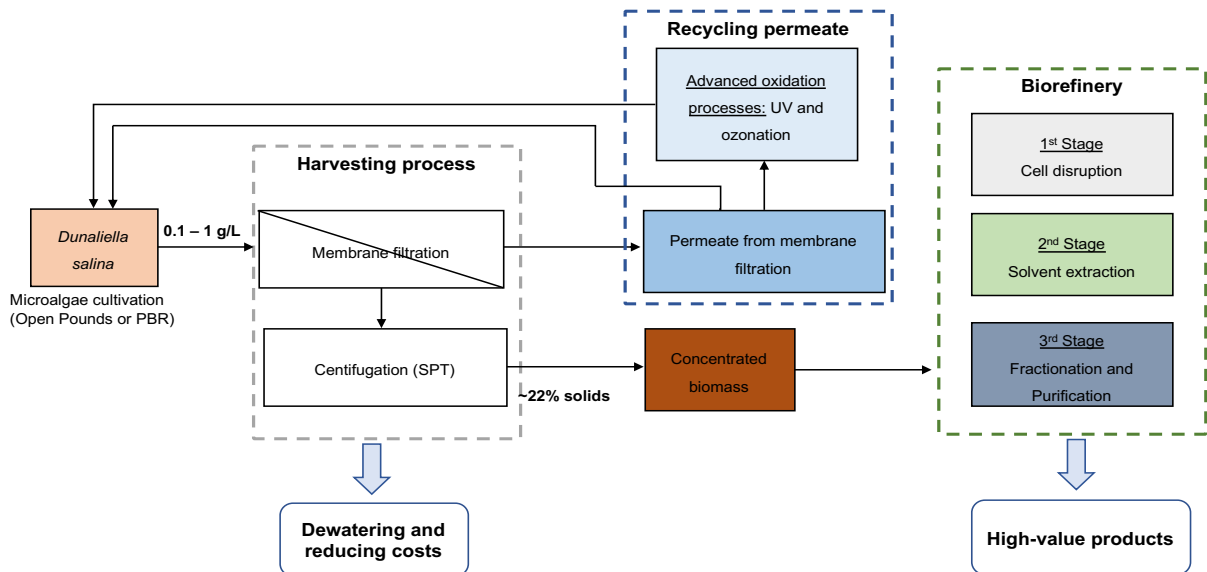 Recycling permeate
Advanced oxidation
processes: UV and
ozonation
Biorefinery
1st Stage
Cell disruption
Harvesting process
Dunaliella
salina
0.1 – 1 g/L
Membrane filtration
Permeate from membrane
filtration
2nd Stage
Solvent extraction
Microalgae cultivation
(Open Pounds or PBR)
Centifugation (SPT)
~22% solids
Concentrated
biomass
3rd Stage
Fractionation and
Purification
Dewatering and
reducing costs
High-value products